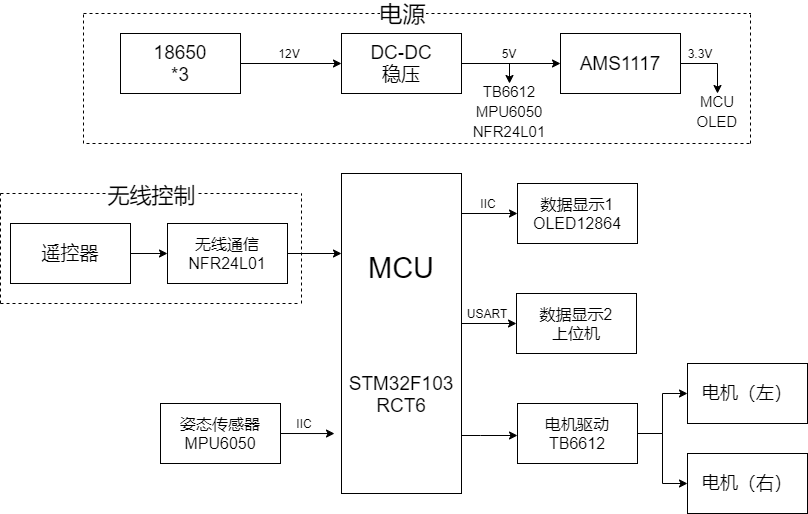 电源
18650
*3
12V
DC-DC
稳压
5V
TB6612
MPU6050
NFR24L01
AMS1117
3.3V
MCU
OLED
无线控制
遥控器
无线通信
NFR24L01
MCU
STM32F103
RCT6
IIC
数据显示1
OLED12864
USART
数据显示2
上位机
姿态传感器
MPU6050
IIC
电机驱动
TB6612
电机（左）
电机（右）